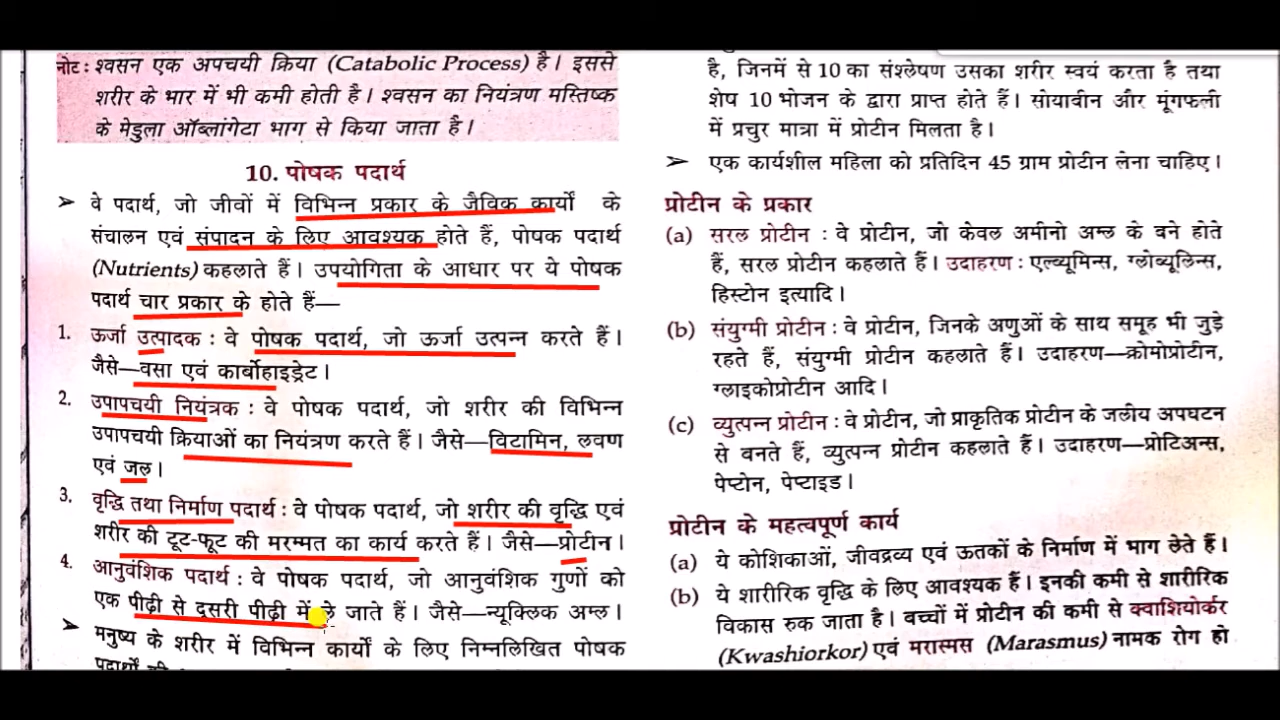 नोट: श्वसन एक अपचयी क्रिया (Catabolic Process) है। इससे
शरीर के भार में भी कमी होती है। श्वसन का नियंत्रण मस्तिष्क
के मेडुला ऑब्लांगेटा भाग से किया जाता है।
10. पोषक पदार्थ
➢ वे पदार्थ, जो जीवों में विभिन्न प्रकार के जैविक कार्यों के
संचालन एवं संपादन के लिए आवश्यक होते हैं, पोषक पदार्थ
(Nutrients) कहलाते हैं। उपयोगिता के आधार पर ये पोषक
पदार्थ चार प्रकार के होते हैं—
1. ऊर्जा उत्पादक : वे पोषक पदार्थ, जो ऊर्जा उत्पन्न करते हैं।
जैसे—वसा एवं कार्बोहाइड्रेट।
2. उपापचयी नियंत्रक : वे पोषक पदार्थ, जो शरीर की विभिन्न
उपापचयी क्रियाओं का नियंत्रण करते हैं। जैसे—विटामिन, लवण
एवं जल।
3. वृद्धि तथा निर्माण पदार्थ : वे पोषक पदार्थ, जो शरीर की वृद्धि एवं
शरीर की टूट-फूट की मरम्मत का कार्य करते हैं। जैसे—प्रोटीन।
4. आनुवंशिक पदार्थ : वे पोषक पदार्थ, जो आनुवंशिक गुणों को
एक पीढ़ी से दूसरी पीढ़ी में ले जाते हैं। जैसे—न्यूक्लिक अम्ल।
➢ मनुष्य के शरीर में विभिन्न कार्यों के लिए निम्नलिखित पोषक
है, जिनमें से 10 का संश्लेषण उसका शरीर स्वयं करता है तथा
शेष 10 भोजन के द्वारा प्राप्त होते हैं। सोयाबीन और मूंगफली
में प्रचुर मात्रा में प्रोटीन मिलता है।
➢ एक कार्यशील महिला को प्रतिदिन 45 ग्राम प्रोटीन लेना चाहिए।
प्रोटीन के प्रकार
(a) सरल प्रोटीन : वे प्रोटीन, जो केवल अमीनो अम्ल के बने होते
हैं, सरल प्रोटीन कहलाते हैं। उदाहरण : एल्ब्यूमिन्स, ग्लोब्यूलिन्स,
हिस्टोन इत्यादि।
(b) संयुग्मी प्रोटीन : वे प्रोटीन, जिनके अणुओं के साथ समूह भी जुड़े
रहते हैं, संयुग्मी प्रोटीन कहलाते हैं। उदाहरण—क्रोमोप्रोटीन,
ग्लाइकोप्रोटीन आदि।
(c) व्युत्पन्न प्रोटीन : वे प्रोटीन, जो प्राकृतिक प्रोटीन के जलीय अपघटन
से बनते हैं, व्युत्पन्न प्रोटीन कहलाते हैं। उदाहरण—प्रोटिअन्स,
पेप्टोन, पेप्टाइड।
प्रोटीन के महत्वपूर्ण कार्य
(a) ये कोशिकाओं, जीवद्रव्य एवं ऊतकों के निर्माण में भाग लेते हैं।
(b) ये शारीरिक वृद्धि के लिए आवश्यक हैं। इनकी कमी से शारीरिक
विकास रुक जाता है। बच्चों में प्रोटीन की कमी से क्वाशियोर्कर
(Kwashiorkor) एवं मरास्मस (Marasmus) नामक रोग हो